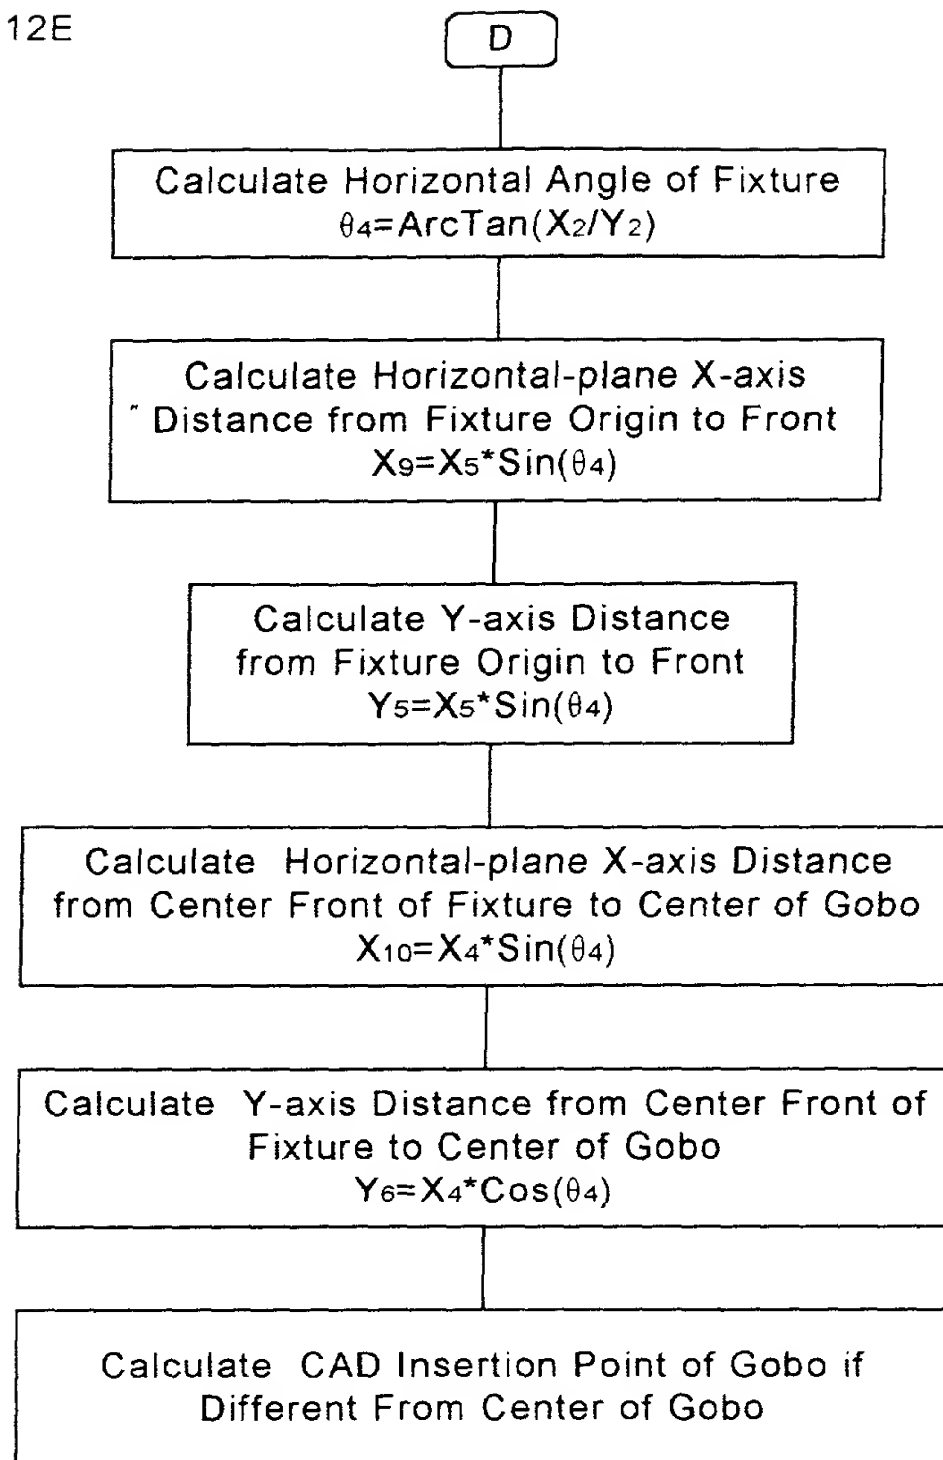 12E
D
Calculate Horizontal Angle of Fixture
θ₄=ArcTan(X₂/Y₂)
Calculate Horizontal-plane X-axis
Distance from Fixture Origin to Front
X₉=X₅*Sin(θ₄)
Calculate Y-axis Distance
from Fixture Origin to Front
Y₅=X₅*Sin(θ₄)
Calculate Horizontal-plane X-axis Distance
from Center Front of Fixture to Center of Gobo
X₁₀=X₄*Sin(θ₄)
Calculate Y-axis Distance from Center Front of
Fixture to Center of Gobo
Y₆=X₄*Cos(θ₄)
Calculate CAD Insertion Point of Gobo if
Different From Center of Gobo